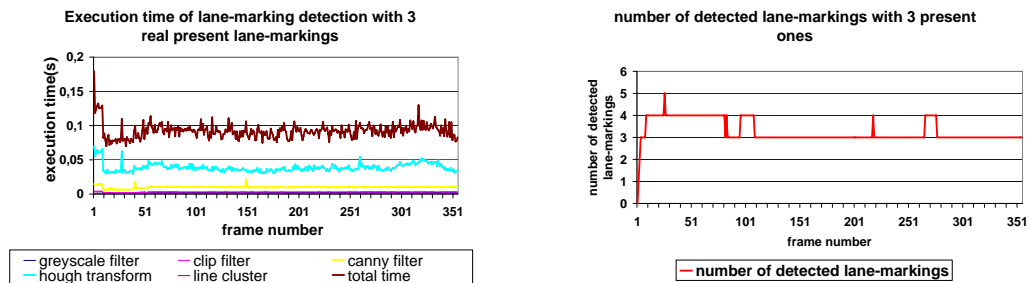 Execution time of lane-marking detection with 3
real present lane-markings
execution time(s)
0,2
0,15
0,1
0,05
0
1 51 101 151 201 251 301 351
frame number
greyscale filter clip filter canny filter
hough transform line cluster total time
number of detected lane-markings with 3 present
ones
number of detected
lane-markings
6
5
4
3
2
1
0
1 51 101 151 201 251 301 351
frame number
number of detected lane-markings